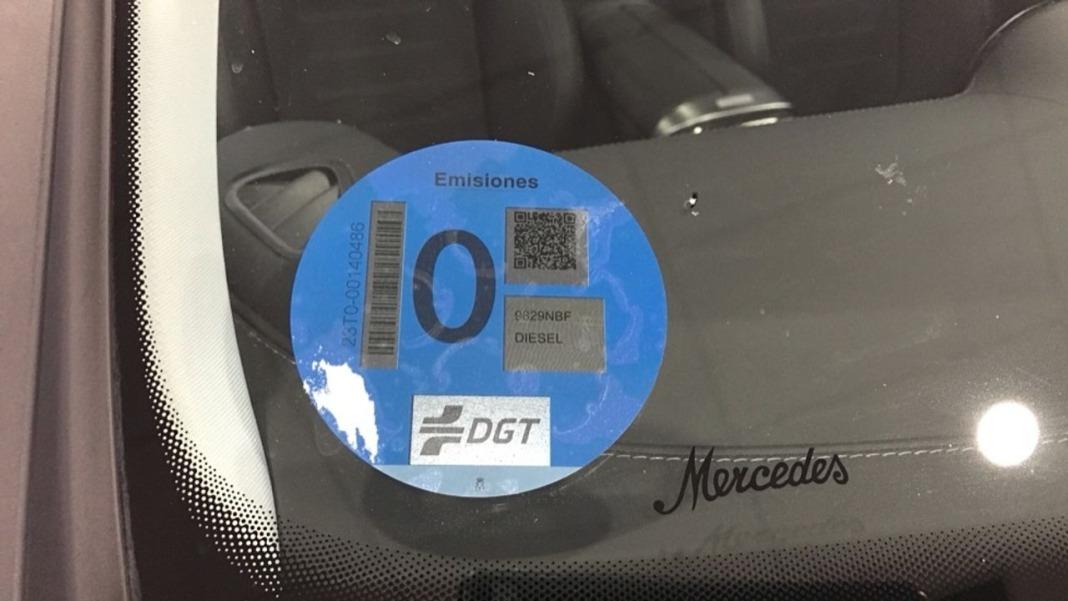 Emisiones
23T0-00140486
0
9829NBF
DIESEL
DGT
Mercedes